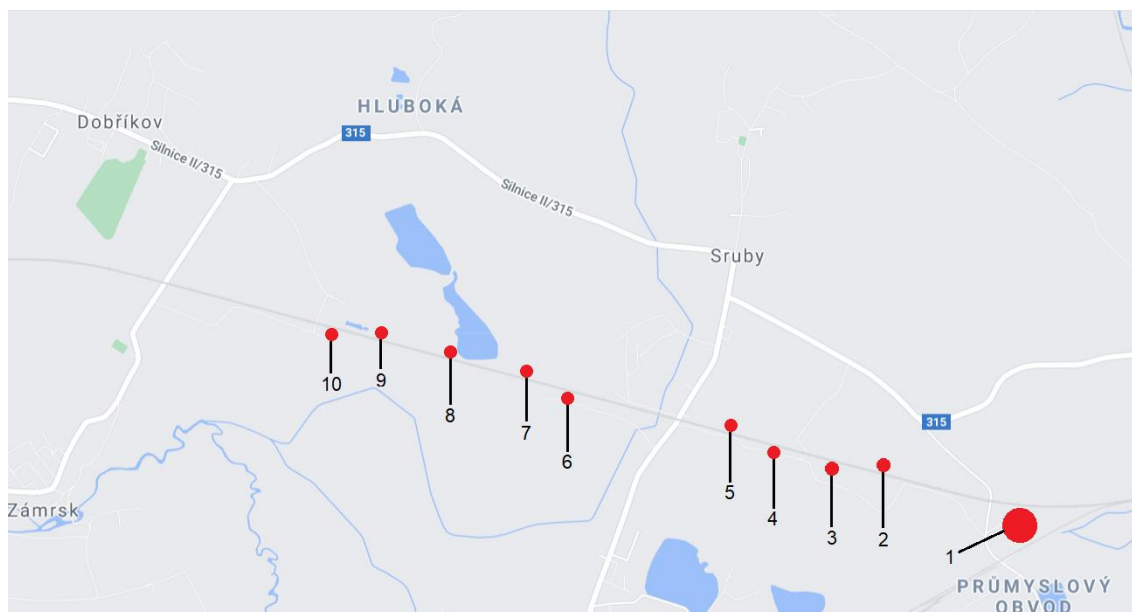 HLUBOKÁ
Dobříkov
315
Silnice II/315
Silnice II/315
Sruby
10
9
8
7
6
5
4
3
2
1
315
Zámrsk
PRŮMYSLOVÝ
OBVOD